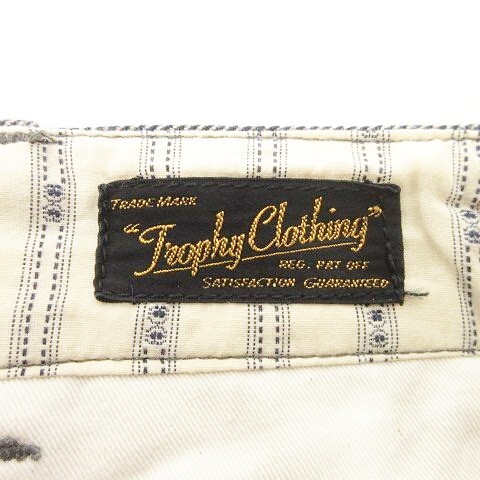 TRADE MARK
"Trophy Clothing"
REG. PAT OFF
SATISFACTION GUARANTEED